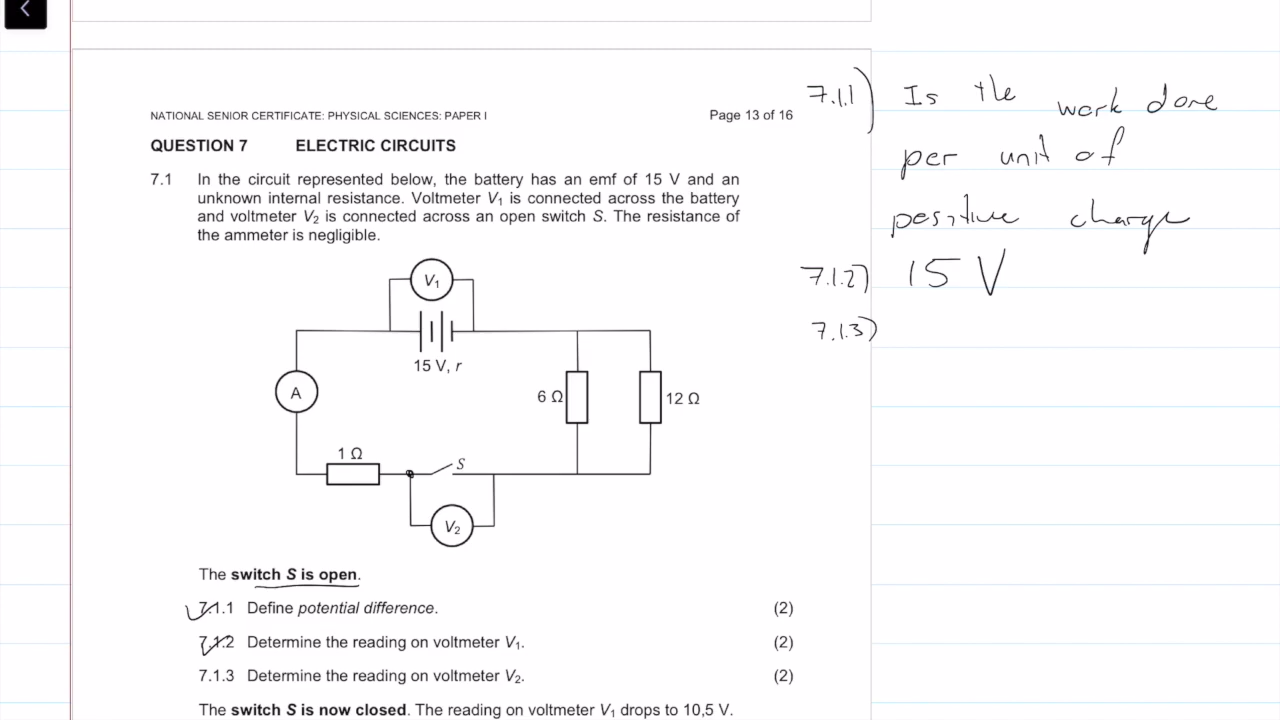 NATIONAL SENIOR CERTIFICATE: PHYSICAL SCIENCES: PAPER I
Page 13 of 16
QUESTION 7 ELECTRIC CIRCUITS
7.1 In the circuit represented below, the battery has an emf of 15 V and an
unknown internal resistance. Voltmeter V₁ is connected across the battery
and voltmeter V₂ is connected across an open switch S. The resistance of
the ammeter is negligible.
V₁
15 V, r
A
6 Ω
12 Ω
1 Ω
S
V₂
The switch S is open.
7.1.1 Define potential difference. (2)
7.1.2 Determine the reading on voltmeter V₁. (2)
7.1.3 Determine the reading on voltmeter V₂. (2)
The switch S is now closed. The reading on voltmeter V₁ drops to 10,5 V.
7.1.1) Is the work done
per unit of
positive charge
7.1.2) 15 V
7.1.3)